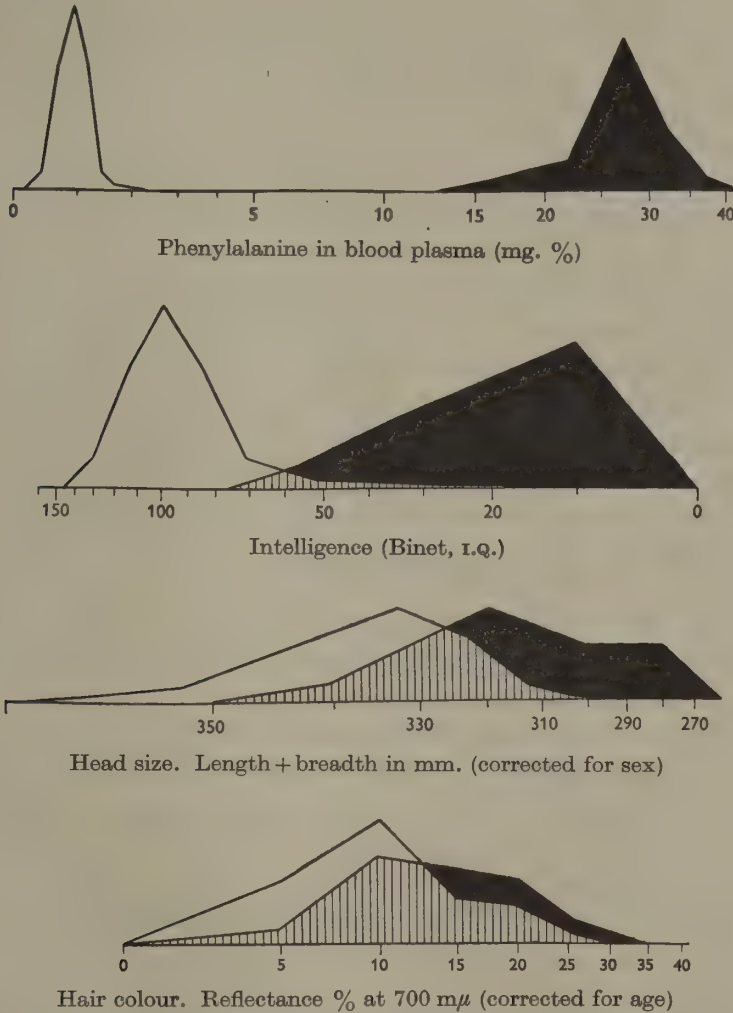 0 5 10 15 20 30 40
Phenylalanine in blood plasma (mg. %)
150 100 50 20 0
Intelligence (Binet, I.Q.)
350 330 310 290 270
Head size. Length + breadth in mm. (corrected for sex)
0 5 10 15 20 25 30 35 40
Hair colour. Reflectance % at 700 mμ (corrected for age)